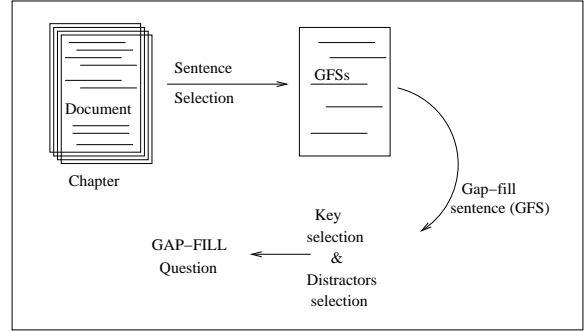 Document
Chapter
Sentence
Selection
GFSs
Gap−fill
sentence (GFS)
Key
selection
&
Distractors
selection
GAP−FILL
Question